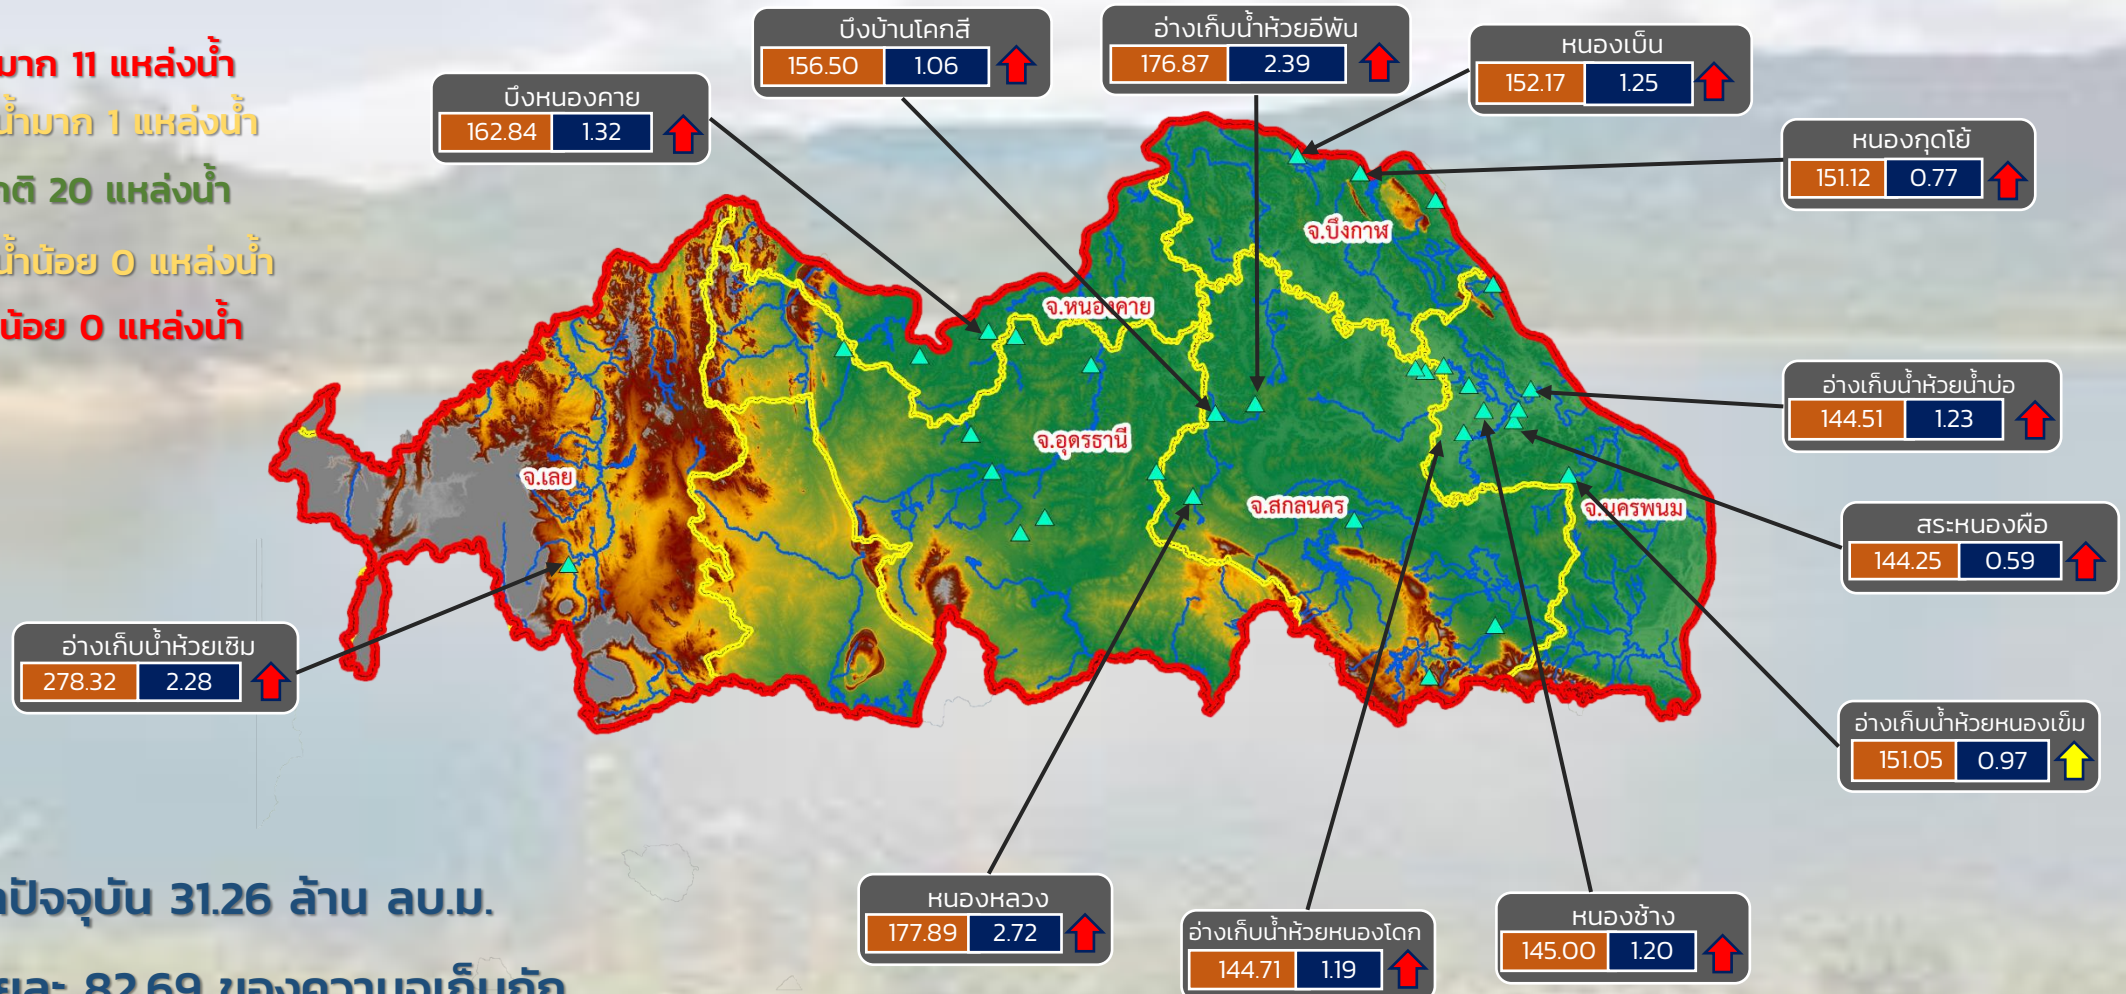 มาก 11 แหล่งน้ำ
น้ำมาก 1 แหล่งน้ำ
20 แหล่งน้ำ
น้ำน้อย 0 แหล่งน้ำ
น้อย 0 แหล่งน้ำ
บึงหนองคาย
162.84 1.32
บึงบ้านโคกสี
156.50 1.06
อ่างเก็บน้ำห้วยอีพัน
176.87 2.39
หนองเบ็น
152.17 1.25
หนองกุดโย้
151.12 0.77
จ.บึงกาฬ
จ.หนองคาย
จ.อุดรธานี
จ.เลย
จ.สกลนคร
จ.นครพนม
อ่างเก็บน้ำห้วยน้ำบ่อ
144.51 1.23
สระหนองผือ
144.25 0.59
อ่างเก็บน้ำห้วยเซิม
278.32 2.28
อ่างเก็บน้ำห้วยหนองเข็ม
151.05 0.97
หนองหลวง
177.89 2.72
อ่างเก็บน้ำห้วยหนองโดก
144.71 1.19
หนองช้าง
145.00 1.20
ปัจจุบัน 31.26 ล้าน ลบ.ม.
82.69 ของความจุเก็บกัก